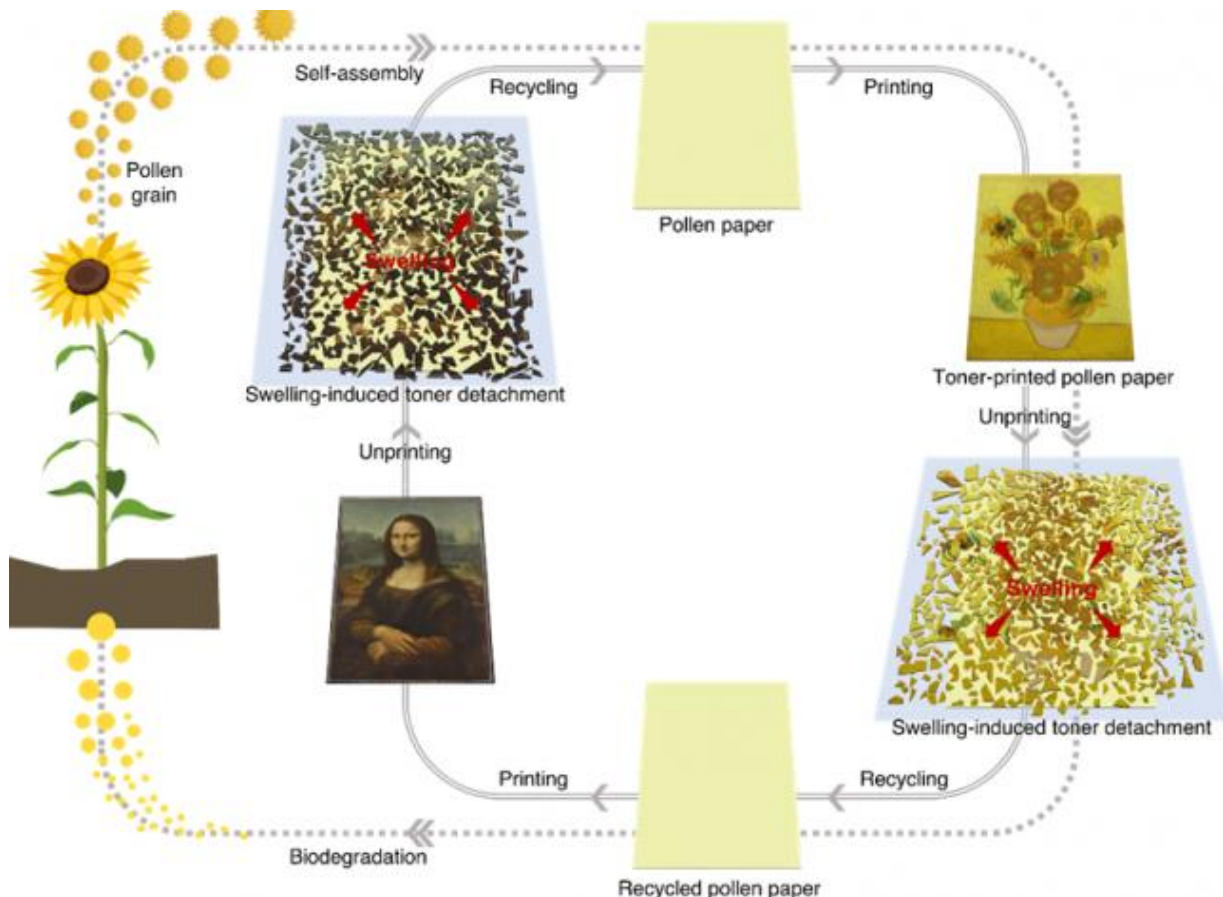 Self-assembly
Recycling
Printing
Pollen
grain
Swelling
Pollen paper
Swelling-induced toner detachment
Toner-printed pollen paper
Unprinting
Unprinting
Swelling
Swelling-induced toner detachment
Printing
Recycling
Biodegradation
Recycled pollen paper